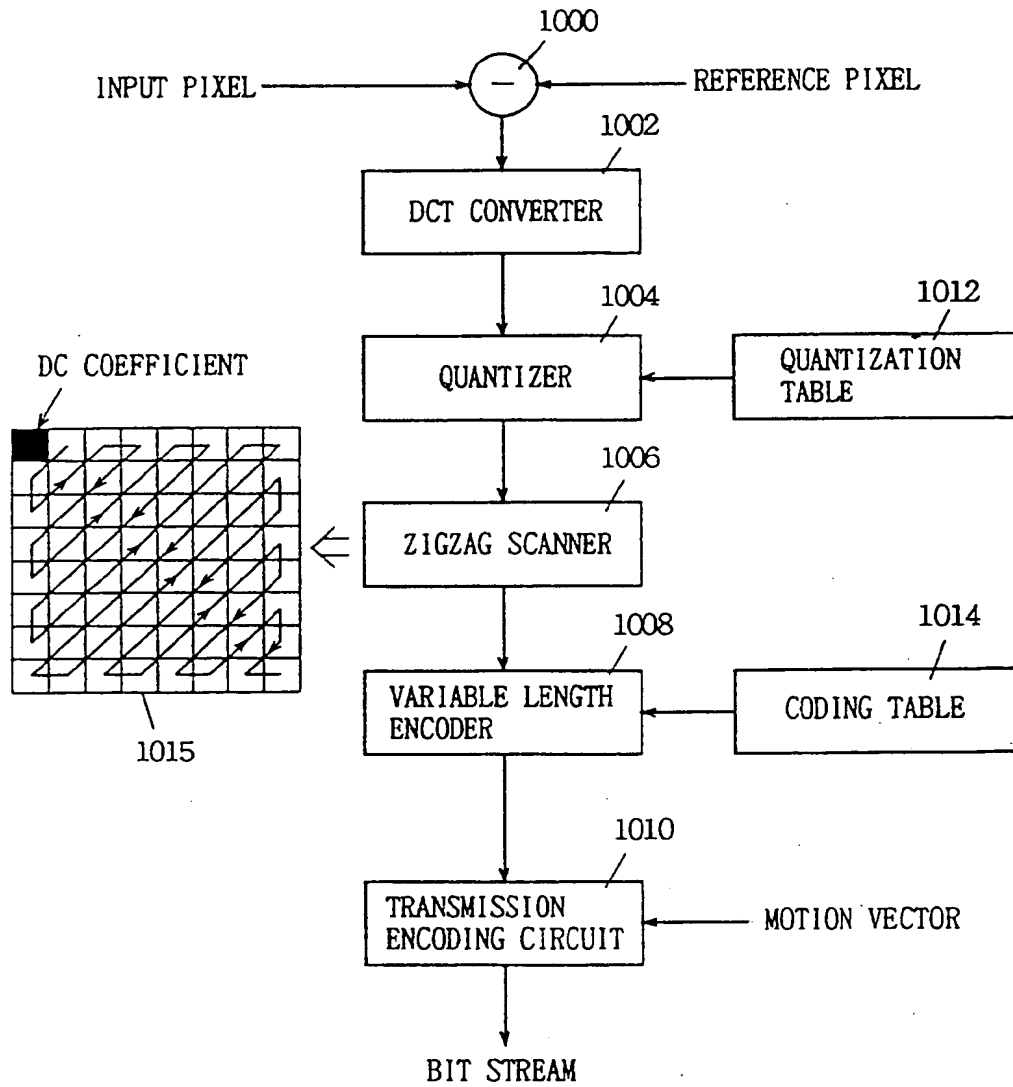 1000
INPUT PIXEL
−
REFERENCE PIXEL
1002
DCT CONVERTER
1004
1012
DC COEFFICIENT
QUANTIZER
QUANTIZATION
TABLE
1006
ZIGZAG SCANNER
1008
1014
VARIABLE LENGTH
ENCODER
CODING TABLE
1015
1010
TRANSMISSION
ENCODING CIRCUIT
MOTION VECTOR
BIT STREAM